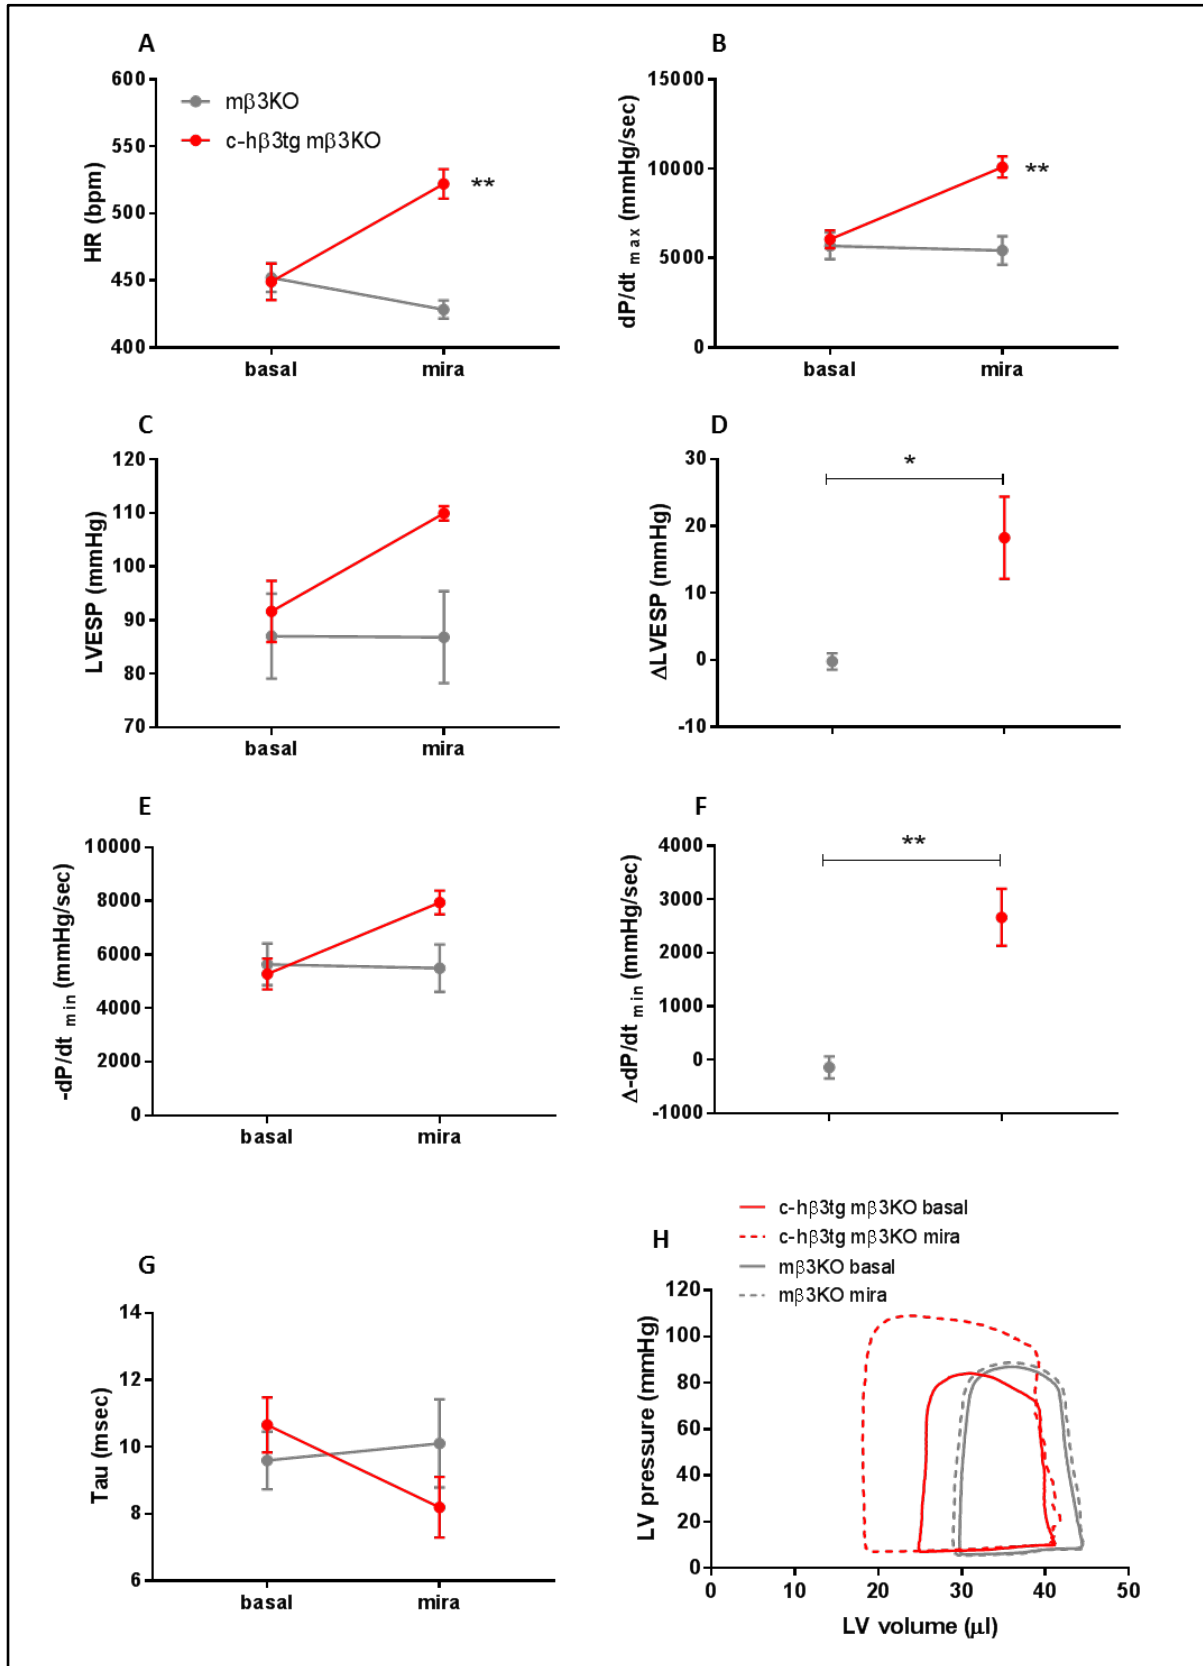 A
600
550
500
450
400
HR (bpm)
mβ3KO
c-hβ3tg mβ3KO
**
basal mira
B
15000
10000
5000
0
dP/dt max (mmHg/sec)
**
basal mira
C
120
110
100
90
80
70
LVESP (mmHg)
basal mira
D
30
20
10
0
-10
ΔLVESP (mmHg)
*
E
10000
8000
6000
4000
2000
0
-dP/dt min (mmHg/sec)
basal mira
F
4000
3000
2000
1000
0
-1000
Δ-dP/dt min (mmHg/sec)
**
G
14
12
10
8
6
Tau (msec)
basal mira
H
c-hβ3tg mβ3KO basal
c-hβ3tg mβ3KO mira
mβ3KO basal
mβ3KO mira
120
100
80
60
40
20
0
LV pressure (mmHg)
0 10 20 30 40 50
LV volume (μl)